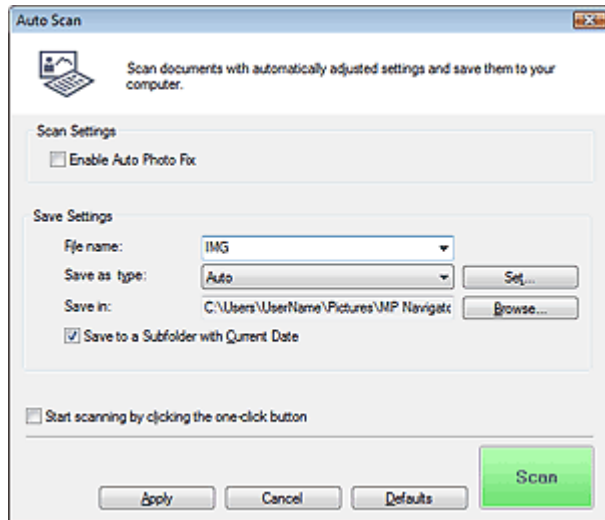 Auto Scan
Scan documents with automatically adjusted settings and save them to your
computer.
Scan Settings
Enable Auto Photo Fix
Save Settings
File name:
IMG
Save as type:
Auto
Set...
Save in:
C:\Users\UserName\Pictures\MP Navigato
Browse...
Save to a Subfolder with Current Date
Start scanning by clicking the one-click button
Scan
Apply
Cancel
Defaults